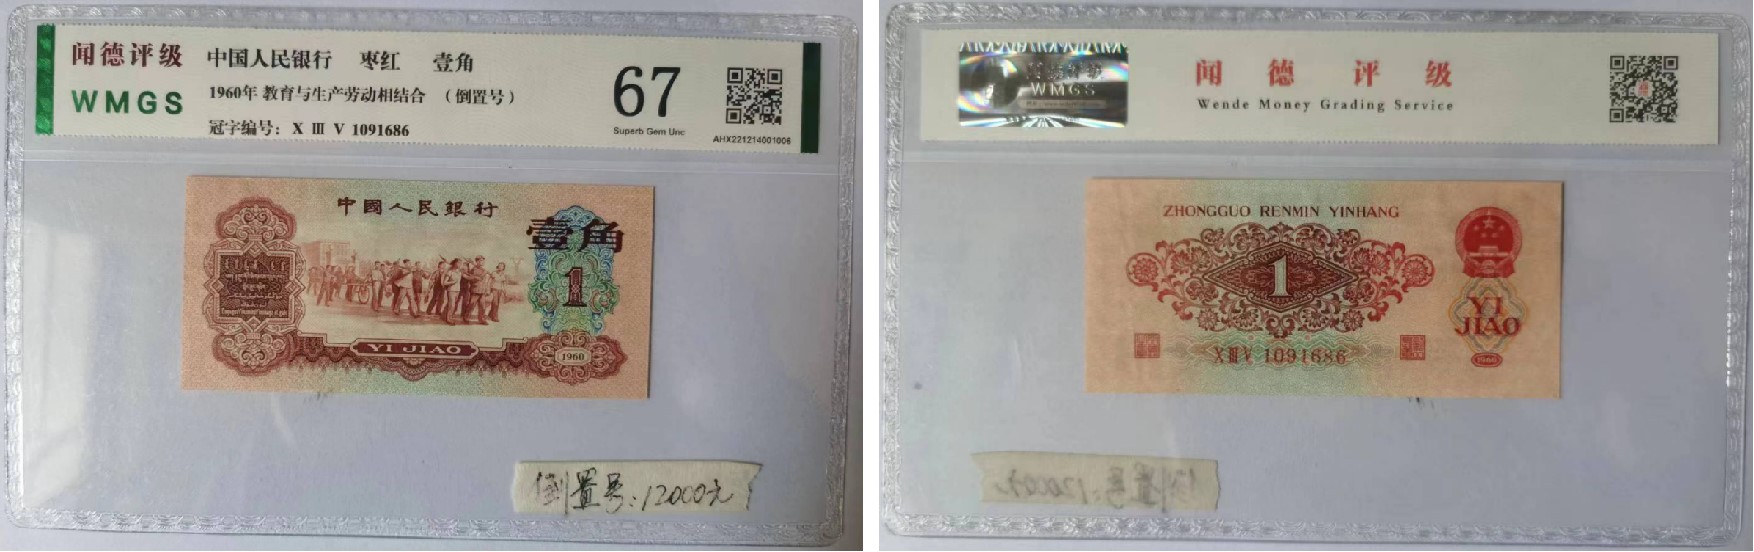 闻德评级
WMGS
中国人民银行 枣红 壹角
1960年 教育与生产劳动相结合 （倒置号）
冠字编号: X Ⅲ V 1091686
67
Superb Gem Unc
AHX221214001006
中國人民銀行
壹角
1
YI JIAO
1960
倒置号:12000元
WMGS
闻德评级
Wende Money Grading Service
ZHONGGUO RENMIN YINHANG
1
YI
JIAO
XⅢV 1091686
1960